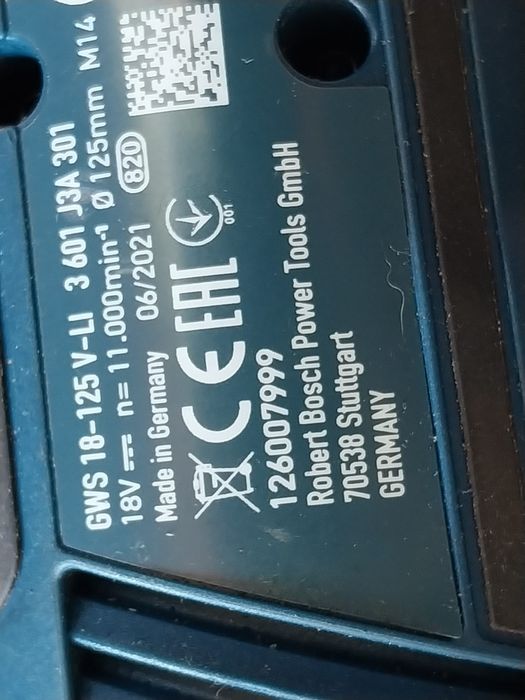 GWS 18-125 V-LI 3 601 J3A 301
18V n= 11.000min⁻¹ Ø 125mm M14
Made in Germany 06/2021 820
CE EAC 001
126007999
Robert Bosch Power Tools GmbH
70538 Stuttgart
GERMANY